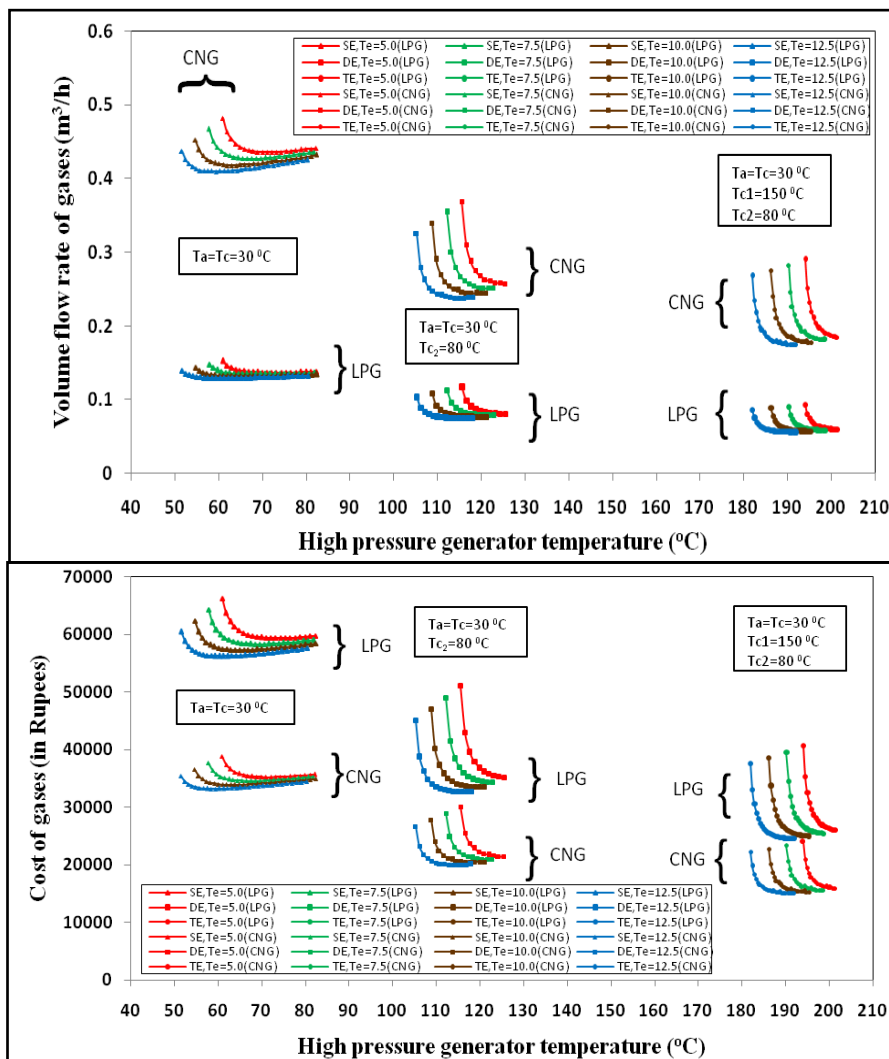 0.6
CNG
SE,Te=5.0(LPG) SE,Te=7.5(LPG) SE,Te=10.0(LPG) SE,Te=12.5(LPG)
DE,Te=5.0(LPG) DE,Te=7.5(LPG) DE,Te=10.0(LPG) DE,Te=12.5(LPG)
TE,Te=5.0(LPG) TE,Te=7.5(LPG) TE,Te=10.0(LPG) TE,Te=12.5(LPG)
SE,Te=5.0(CNG) SE,Te=7.5(CNG) SE,Te=10.0(CNG) SE,Te=12.5(CNG)
DE,Te=5.0(CNG) DE,Te=7.5(CNG) DE,Te=10.0(CNG) DE,Te=12.5(CNG)
TE,Te=5.0(CNG) TE,Te=7.5(CNG) TE,Te=10.0(CNG) TE,Te=12.5(CNG)
0.5
0.4
0.3
0.2
0.1
0
Volume flow rate of gases (m³/h)
Ta=Tc=30 ⁰C
Ta=Tc=30 ⁰C
Tc1=150 ⁰C
Tc2=80 ⁰C
CNG
CNG
Ta=Tc=30 ⁰C
Tc₂=80 ⁰C
LPG
LPG
LPG
40 50 60 70 80 90 100 110 120 130 140 150 160 170 180 190 200 210
High pressure generator temperature (⁰C)
70000
60000
50000
40000
30000
20000
10000
0
Cost of gases (in Rupees)
Ta=Tc=30 ⁰C
Tc₂=80 ⁰C
Ta=Tc=30 ⁰C
Tc1=150 ⁰C
Tc2=80 ⁰C
LPG
Ta=Tc=30 ⁰C
CNG
LPG
LPG
CNG
CNG
SE,Te=5.0(LPG) SE,Te=7.5(LPG) SE,Te=10.0(LPG) SE,Te=12.5(LPG)
DE,Te=5.0(LPG) DE,Te=7.5(LPG) DE,Te=10.0(LPG) DE,Te=12.5(LPG)
TE,Te=5.0(LPG) TE,Te=7.5(LPG) TE,Te=10.0(LPG) TE,Te=12.5(LPG)
SE,Te=5.0(CNG) SE,Te=7.5(CNG) SE,Te=10.0(CNG) SE,Te=12.5(CNG)
DE,Te=5.0(CNG) DE,Te=7.5(CNG) DE,Te=10.0(CNG) DE,Te=12.5(CNG)
TE,Te=5.0(CNG) TE,Te=7.5(CNG) TE,Te=10.0(CNG) TE,Te=12.5(CNG)
40 50 60 70 80 90 100 110 120 130 140 150 160 170 180 190 200 210
High pressure generator temperature (⁰C)